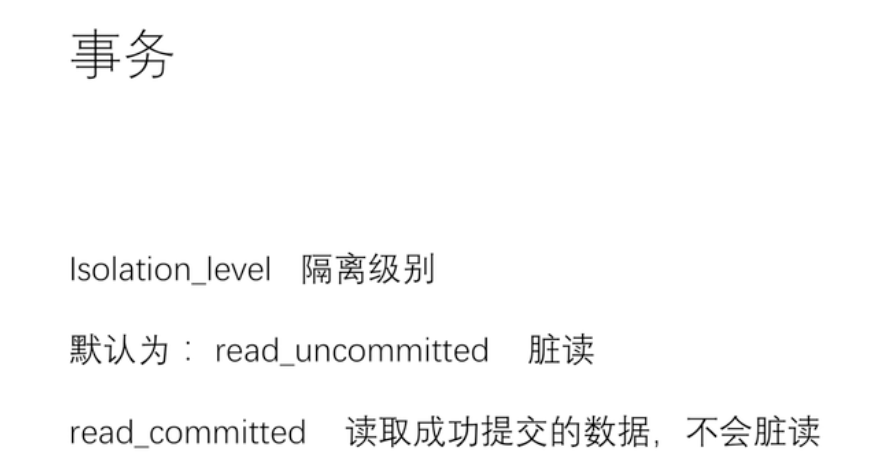 事务
Isolation_level 隔离级别
默认为：read_uncommitted 脏读
read_committed 读取成功提交的数据，不会脏读